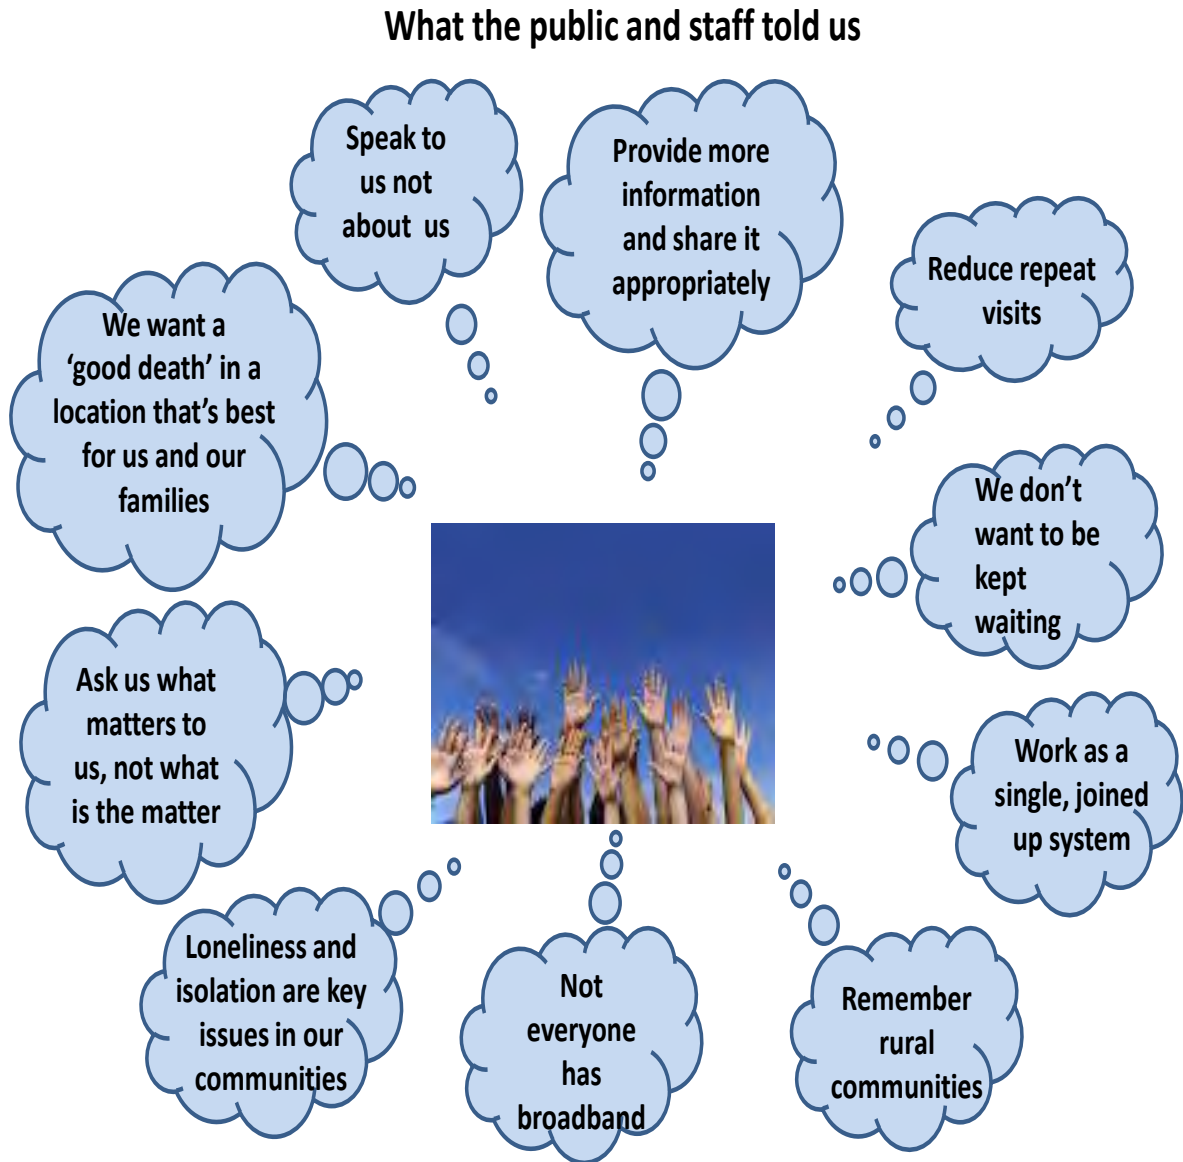 What the public and staff told us
Speak to
us not
about us
Provide more
information
and share it
appropriately
Reduce repeat
visits
We want a
‘good death’ in a
location that’s best
for us and our
families
We don’t
want to be
kept
waiting
Ask us what
matters to
us, not what
is the matter
Work as a
single, joined
up system
Loneliness and
isolation are key
issues in our
communities
Not
everyone
has
broadband
Remember
rural
communities